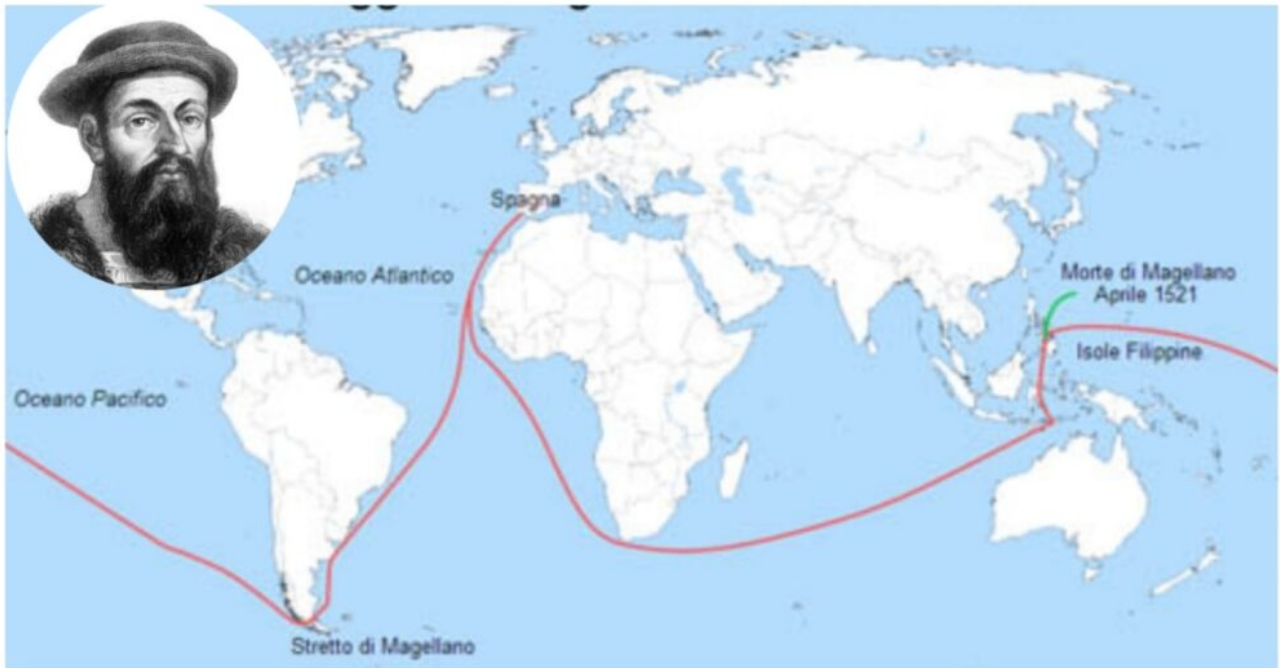 Spagna
Oceano Atlantico
Morte di Magellano
Aprile 1521
Isole Filippine
Oceano Pacifico
Stretto di Magellano